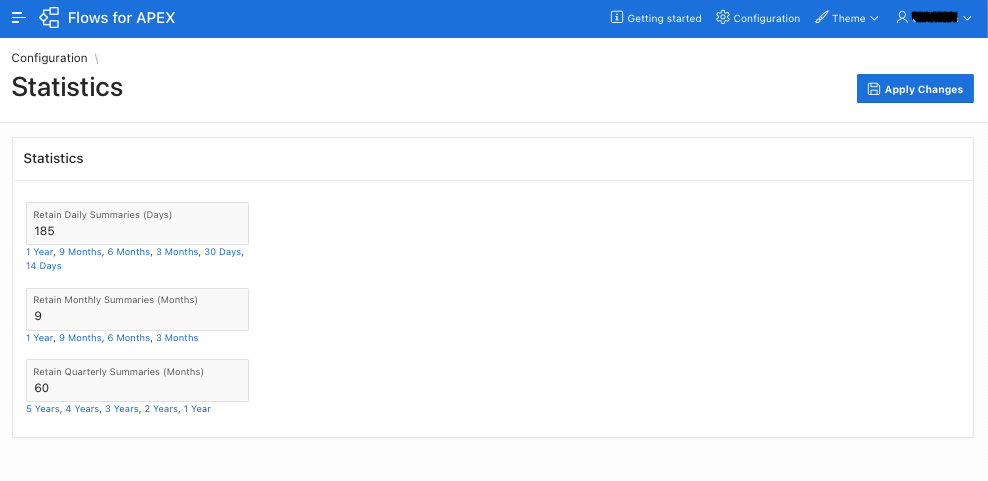 Flows for APEX
Getting started
Configuration
Theme
Configuration \
Statistics
Apply Changes
Statistics
Retain Daily Summaries (Days)
185
1 Year, 9 Months, 6 Months, 3 Months, 30 Days,
14 Days
Retain Monthly Summaries (Months)
9
1 Year, 9 Months, 6 Months, 3 Months
Retain Quarterly Summaries (Months)
60
5 Years, 4 Years, 3 Years, 2 Years, 1 Year